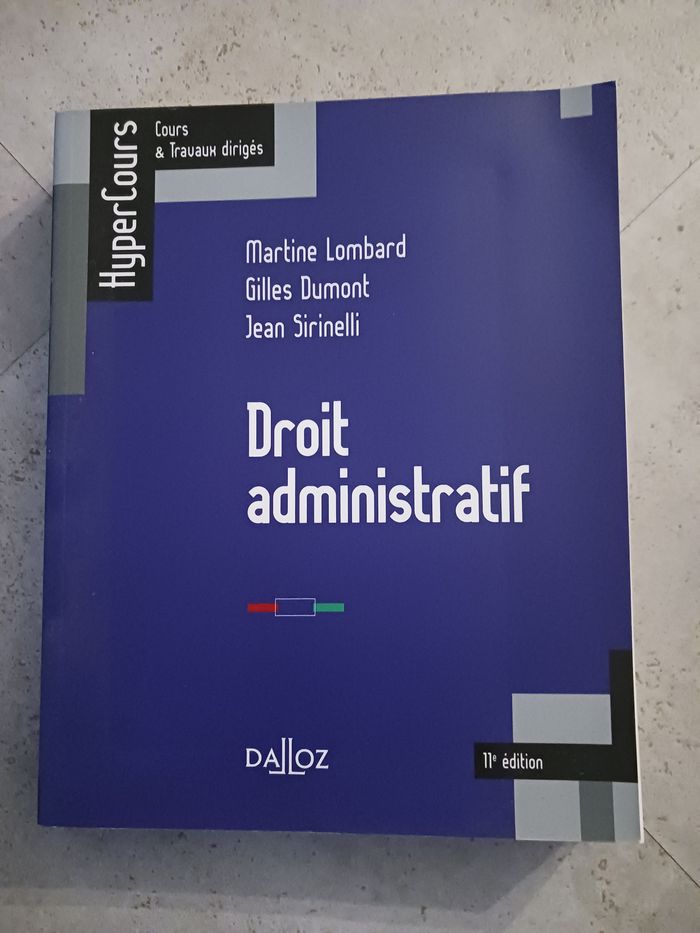 HyperCours
Cours
& Travaux dirigés
Martine Lombard
Gilles Dumont
Jean Sirinelli
Droit
administratif
DALLOZ
11e édition